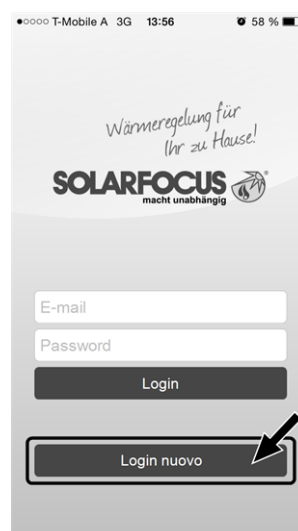 T-Mobile A 3G 13:56 58 %
Wärmeregelung für
Ihr zu Hause!
SOLARFOCUS
macht unabhängig
E-mail
Password
Login
Login nuovo